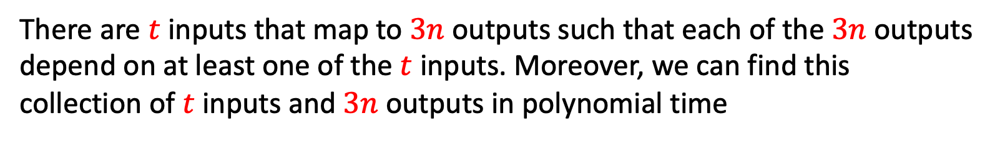 There are t inputs that map to 3n outputs such that each of the 3n outputs
depend on at least one of the t inputs. Moreover, we can find this
collection of t inputs and 3n outputs in polynomial time